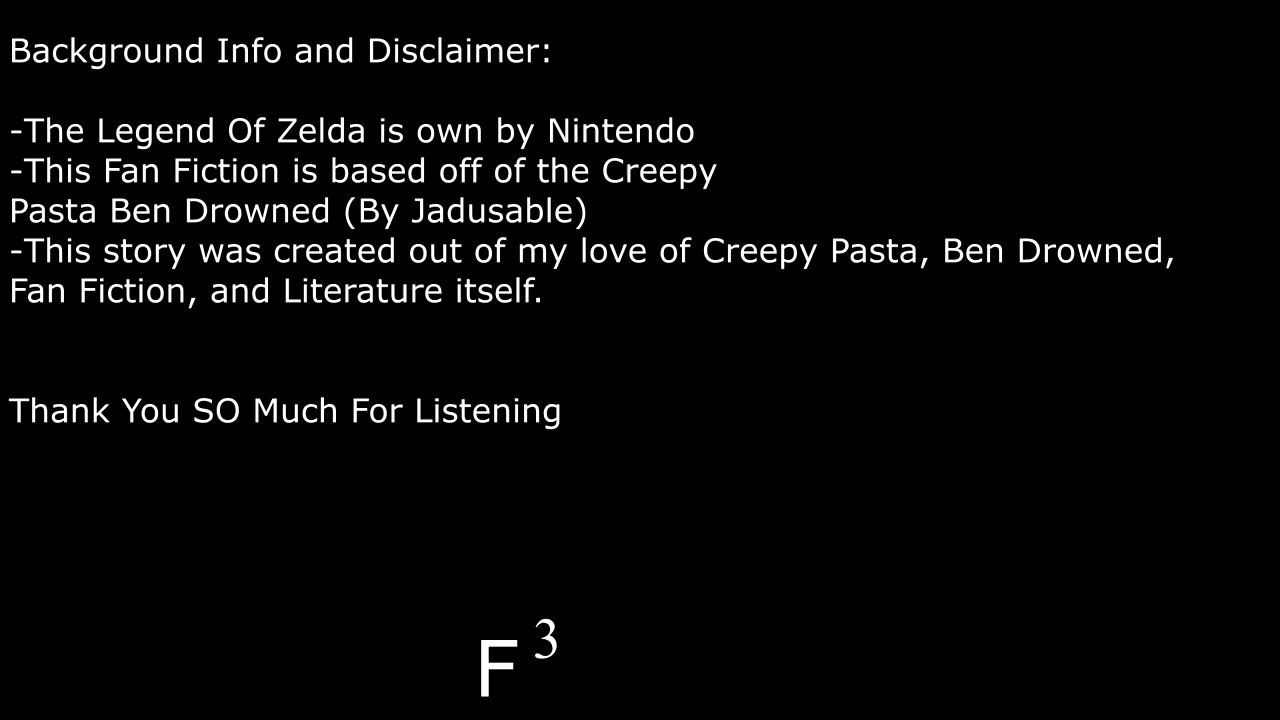 Background Info and Disclaimer:
-The Legend Of Zelda is own by Nintendo
-This Fan Fiction is based off of the Creepy
Pasta Ben Drowned (By Jadusable)
-This story was created out of my love of Creepy Pasta, Ben Drowned,
Fan Fiction, and Literature itself.
Thank You SO Much For Listening
F 3